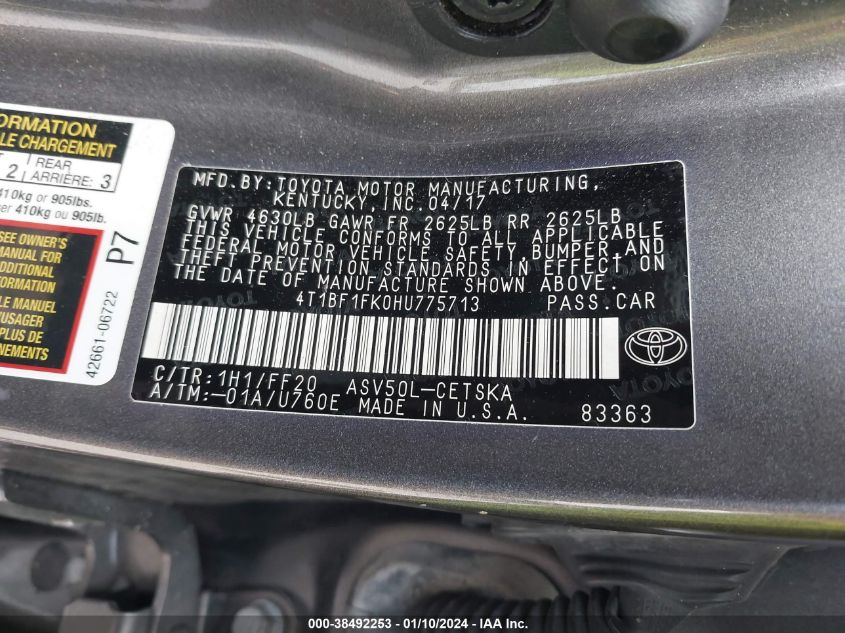 ORMATION
LE CHARGEMENT
2 REAR ARRIÈRE: 3
410kg or 905lbs.
er 410kg ou 905lb.
SEE OWNER'S
MANUAL FOR
ADDITIONAL
INFORMATION
LE MANUEL
'USAGER
PLUS DE
NEMENTS
P7
42661-06722
MFD.BY:TOYOTA MOTOR MANUFACTURING,
KENTUCKY,INC.04/17
GVWR 4630LB GAWR FR 2625LB RR 2625LB
THIS VEHICLE CONFORMS TO ALL APPLICABLE
FEDERAL MOTOR VEHICLE SAFETY,BUMPER,AND
THEFT PREVENTION STANDARDS IN EFFECT ON
THE DATE OF MANUFACTURE SHOWN ABOVE.
4T1BF1FK0HU775713 PASS.CAR
C/TR:1H1/FF20 ASV50L-CETSKA
A/TM:-01A/U760E MADE IN U.S.A. 83363
000-38492253 - 01/10/2024 - IAA Inc.